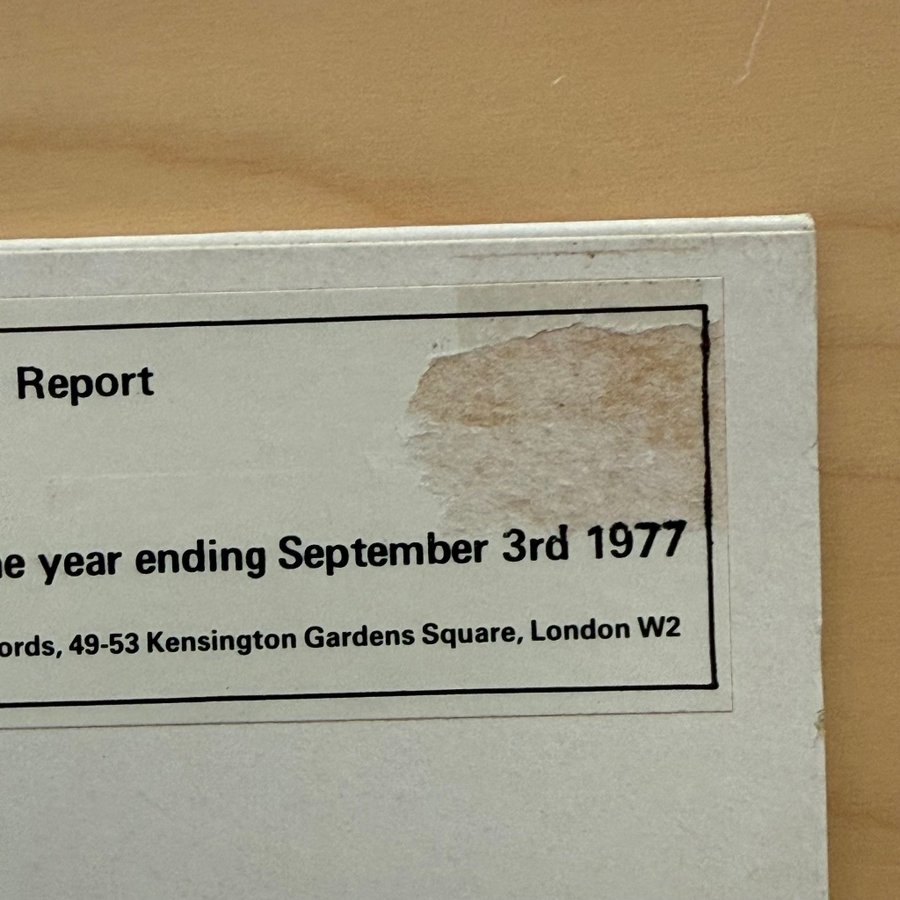 Report
e year ending September 3rd 1977
ords, 49-53 Kensington Gardens Square, London W2